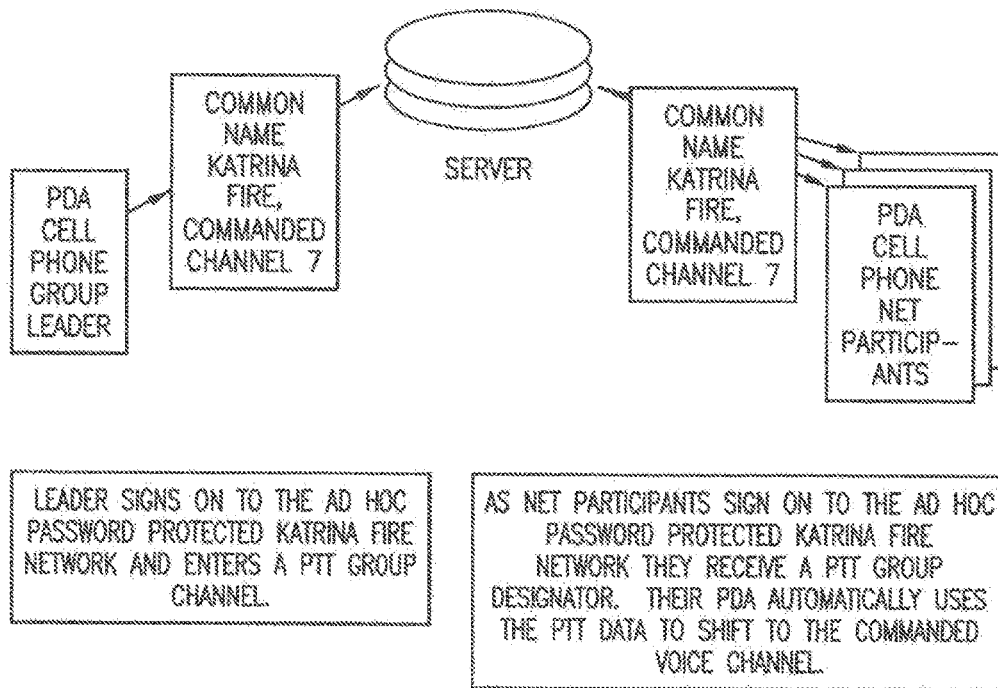 PDA
CELL
PHONE
GROUP
LEADER
COMMON
NAME
KATRINA
FIRE,
COMMANDED
CHANNEL 7
SERVER
COMMON
NAME
KATRINA
FIRE,
COMMANDED
CHANNEL 7
PDA
CELL
PHONE
NET
PARTICIP-
ANTS
LEADER SIGNS ON TO THE AD HOC
PASSWORD PROTECTED KATRINA FIRE
NETWORK AND ENTERS A PTT GROUP
CHANNEL.
AS NET PARTICIPANTS SIGN ON TO THE AD HOC
PASSWORD PROTECTED KATRINA FIRE
NETWORK THEY RECEIVE A PTT GROUP
DESIGNATOR. THEIR PDA AUTOMATICALLY USES
THE PTT DATA TO SHIFT TO THE COMMANDED
VOICE CHANNEL.